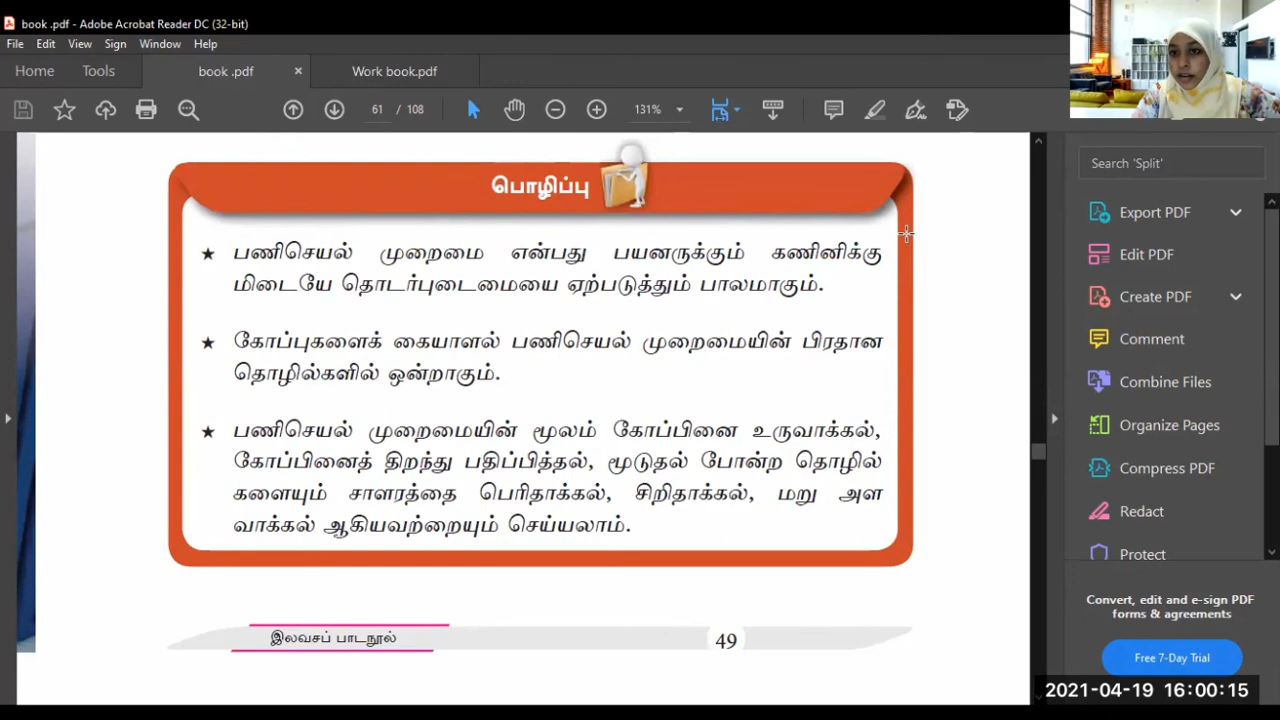 book .pdf - Adobe Acrobat Reader DC (32-bit)
File Edit View Sign Window Help
Home Tools book .pdf × Work book.pdf
61 / 108 131%
பொழிப்பு
★ பணிசெயல் முறைமை என்பது பயனருக்கும் கணினிக்கு
மிடையே தொடர்புடைமையை ஏற்படுத்தும் பாலமாகும்.
★ கோப்புகளைக் கையாளல் பணிசெயல் முறைமையின் பிரதான
தொழில்களில் ஒன்றாகும்.
★ பணிசெயல் முறைமையின் மூலம் கோப்பினை உருவாக்கல்,
கோப்பினைத் திறந்து பதிப்பித்தல், மூடுதல் போன்ற தொழில்
களையும் சாளரத்தை பெரிதாக்கல், சிறிதாக்கல், மறு அள
வாக்கல் ஆகியவற்றையும் செய்யலாம்.
இலவசப் பாடநூல் 49
Search 'Split'
Export PDF
Edit PDF
Create PDF
Comment
Combine Files
Organize Pages
Compress PDF
Redact
Protect
Convert, edit and e-sign PDF
forms & agreements
Free 7-Day Trial
2021-04-19 16:00:15